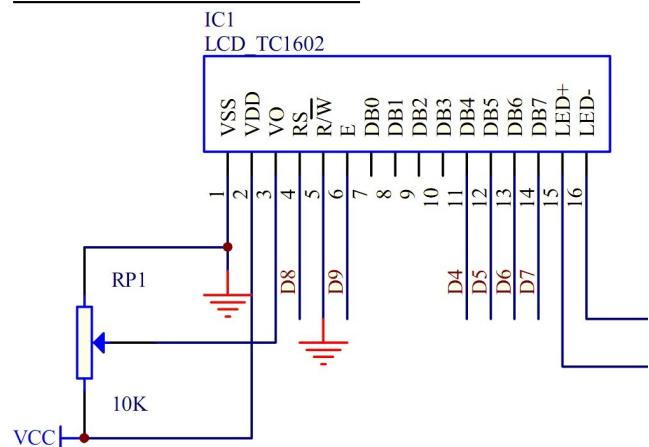 IC1
LCD_TC1602
VSS
VDD
VO
RS
R/W
E
DB0
DB1
DB2
DB3
DB4
DB5
DB6
DB7
LED+
LED-
1
2
3
4
5
6
7
8
9
10
11
12
13
14
15
16
D8
D9
D4
D5
D6
D7
RP1
10K
VCC